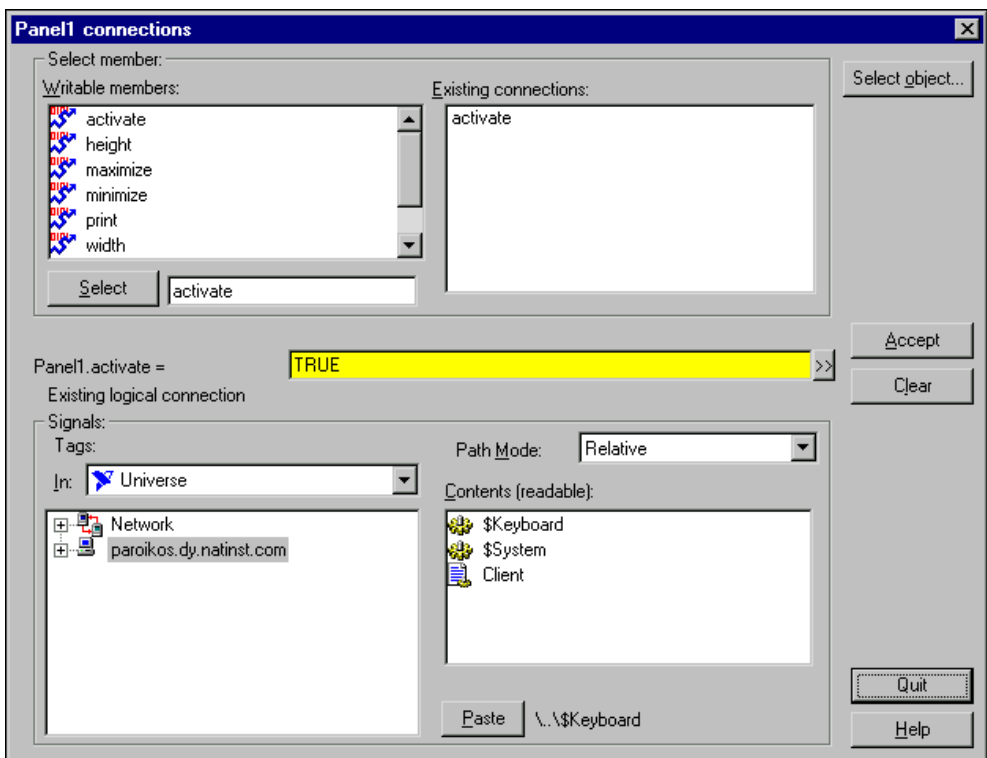 Panel1 connections
Select member:
Writable members:
activate
height
maximize
minimize
print
width
Select
activate
Existing connections:
activate
Select object...
Panel1.activate =
TRUE
>>
Existing logical connection
Accept
Clear
Signals:
Tags:
In:
Universe
Network
paroikos.dy.natinst.com
Path Mode:
Relative
Contents (readable):
$Keyboard
$System
Client
Paste
\..\$Keyboard
Quit
Help